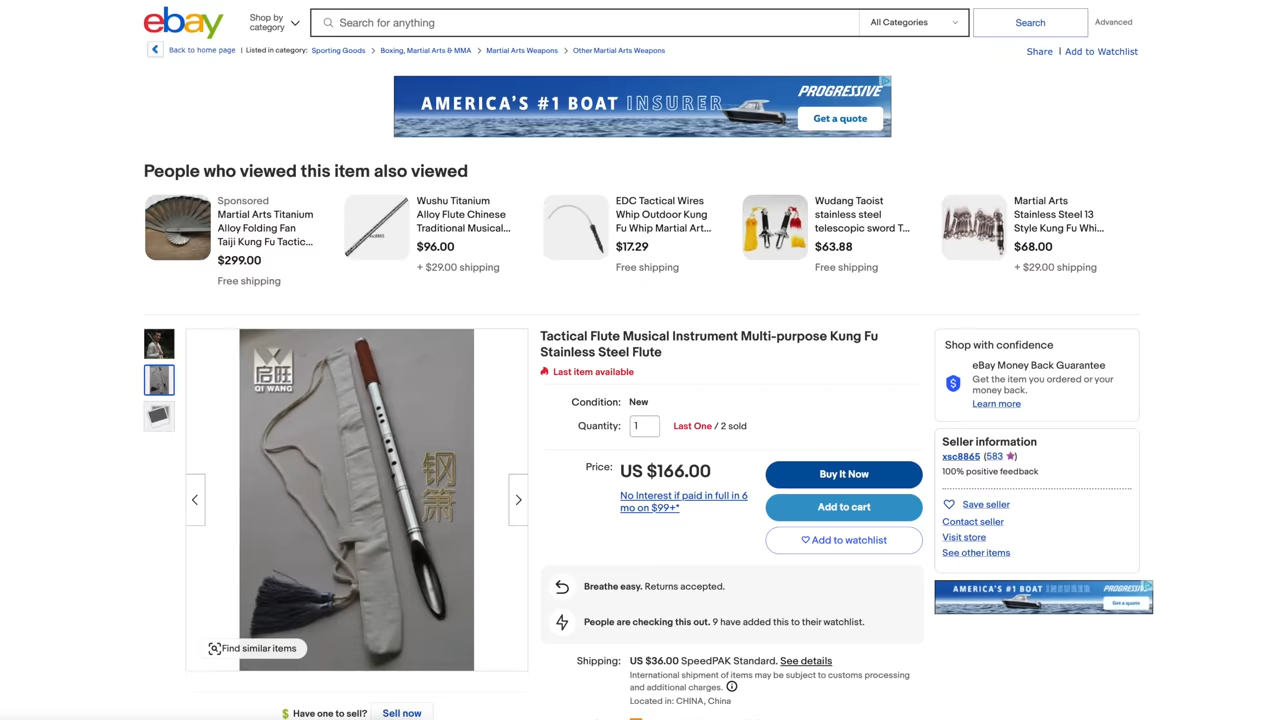 ebay
Shop by
category
Search for anything
All Categories
Search
Advanced
Back to home page
Listed in category:
Sporting Goods
Boxing, Martial Arts & MMA
Martial Arts Weapons
Other Martial Arts Weapons
Share
Add to Watchlist
AMERICA'S #1 BOAT INSURER
PROGRESSIVE
Get a quote
People who viewed this item also viewed
Sponsored
Martial Arts Titanium
Alloy Folding Fan
Taiji Kung Fu Tactic...
$299.00
Free shipping
Wushu Titanium
Alloy Flute Chinese
Traditional Musical...
$96.00
+ $29.00 shipping
EDC Tactical Wires
Whip Outdoor Kung
Fu Whip Martial Art...
$17.29
Free shipping
Wudang Taoist
stainless steel
telescopic sword T...
$63.88
Free shipping
Martial Arts
Stainless Steel 13
Style Kung Fu Whi...
$68.00
+ $29.00 shipping
启旺
QI WANG
钢
箫
Find similar items
Have one to sell?
Sell now
Tactical Flute Musical Instrument Multi-purpose Kung Fu
Stainless Steel Flute
Last item available
Condition: New
Quantity: 1 Last One / 2 sold
Price: US $166.00
No Interest if paid in full in 6
mo on $99+*
Buy It Now
Add to cart
Add to watchlist
Breathe easy. Returns accepted.
People are checking this out. 9 have added this to their watchlist.
Shipping: US $36.00 SpeedPAK Standard. See details
International shipment of items may be subject to customs processing
and additional charges.
Located in: CHINA, China
Shop with confidence
eBay Money Back Guarantee
Get the item you ordered or your
money back.
Learn more
Seller information
xsc8865 (583)
100% positive feedback
Save seller
Contact seller
Visit store
See other items
AMERICA'S #1 BOAT INSURER
PROGRESSIVE
Get a quote